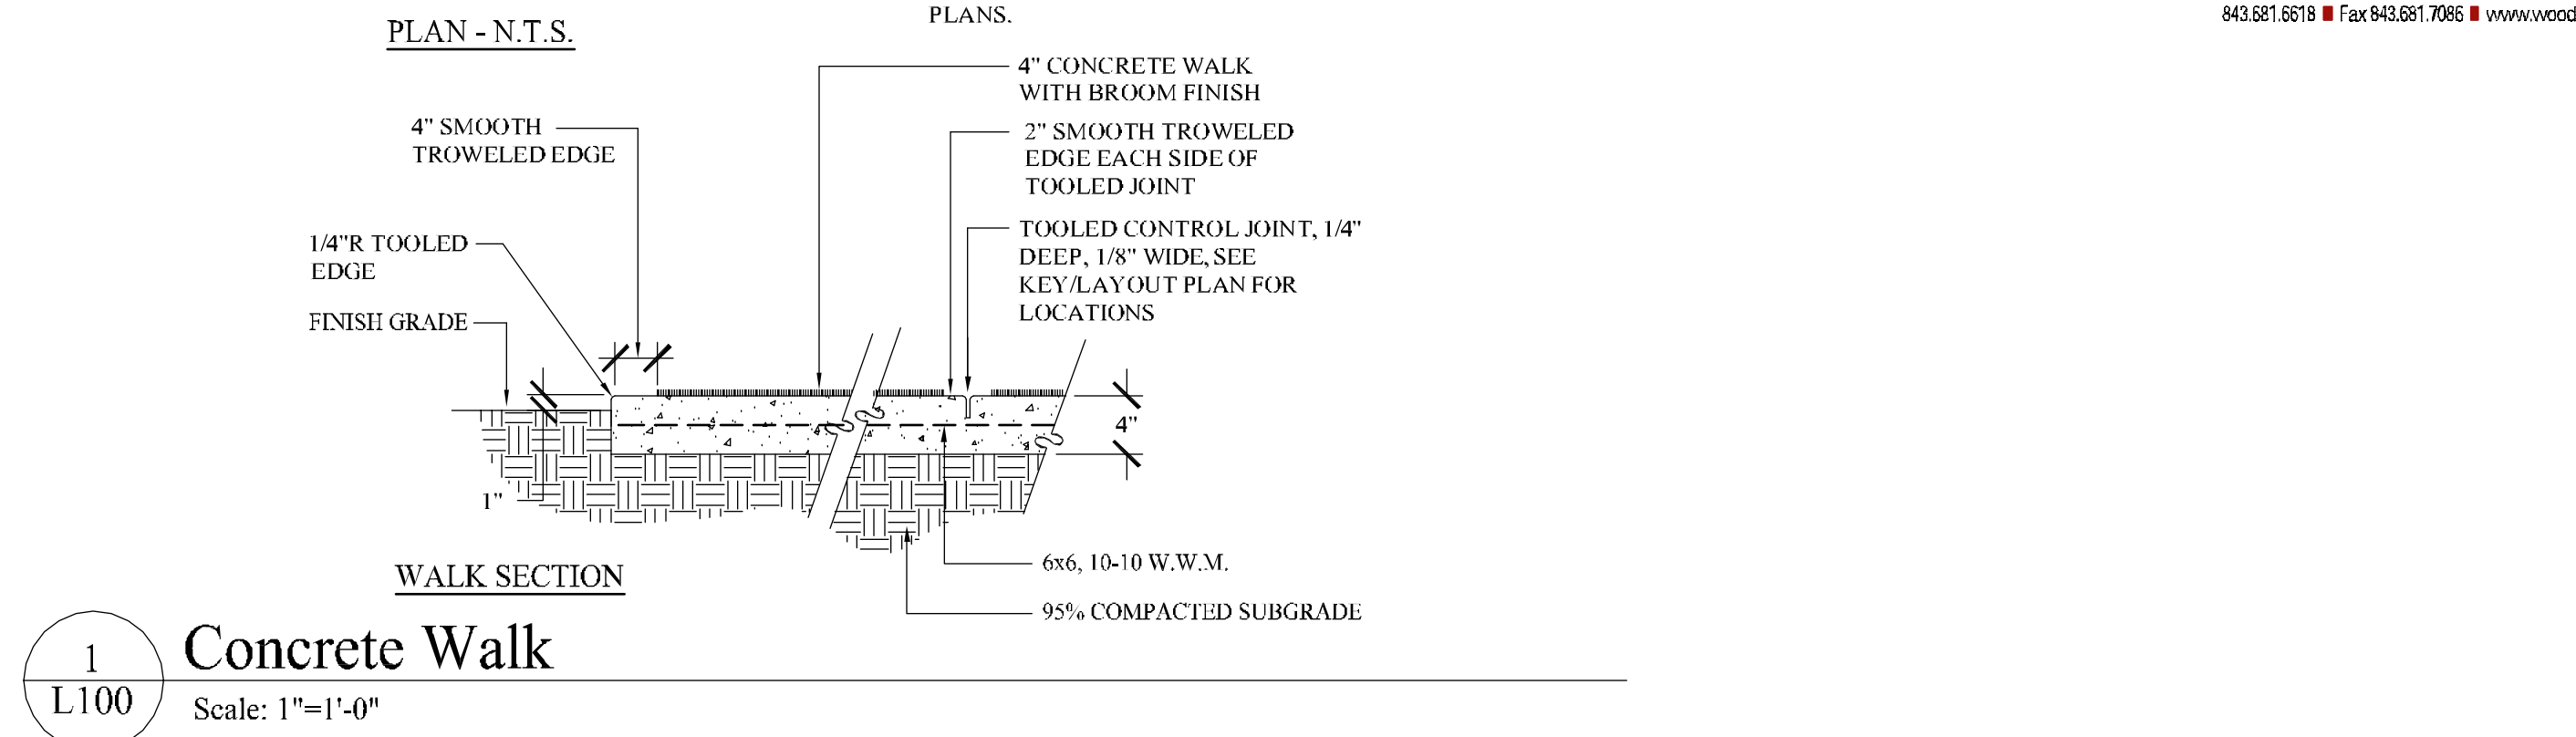 PLANS.
843.681.6618 ■ Fax 843.681.7086 ■ www.wood
PLAN - N.T.S.
4" CONCRETE WALK
WITH BROOM FINISH
4" SMOOTH
TROWELED EDGE
2" SMOOTH TROWELED
EDGE EACH SIDE OF
TOOLED JOINT
1/4"R TOOLED
EDGE
TOOLED CONTROL JOINT, 1/4"
DEEP, 1/8" WIDE, SEE
KEY/LAYOUT PLAN FOR
LOCATIONS
FINISH GRADE
4"
1"
6x6, 10-10 W.W.M.
95% COMPACTED SUBGRADE
WALK SECTION
1
L100
Concrete Walk
Scale: 1"=1'-0"